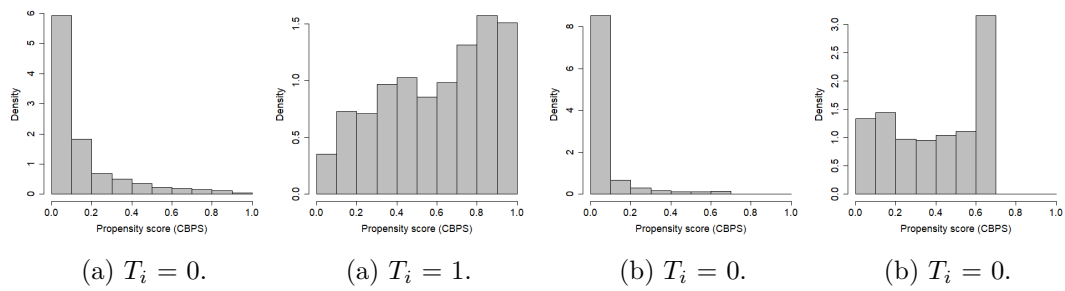 6
5
4
3
2
1
0
Density
0.0 0.2 0.4 0.6 0.8 1.0
Propensity score (CBPS)
(a) Tᵢ = 0.
1.5
1.0
0.5
0.0
Density
0.0 0.2 0.4 0.6 0.8 1.0
Propensity score (CBPS)
(a) Tᵢ = 1.
8
6
4
2
0
Density
0.0 0.2 0.4 0.6 0.8 1.0
Propensity score (CBPS)
(b) Tᵢ = 0.
3.0
2.5
2.0
1.5
1.0
0.5
0.0
Density
0.0 0.2 0.4 0.6 0.8 1.0
Propensity score (CBPS)
(b) Tᵢ = 0.